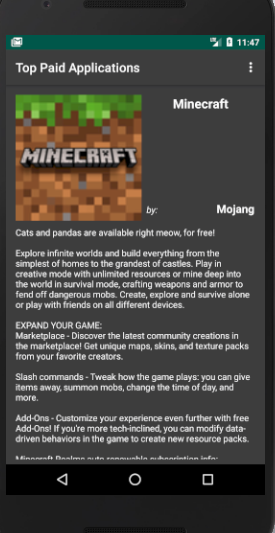 11:47
Top Paid Applications
Minecraft
MINECRAFT
by:
Mojang
Cats and pandas are available right meow, for free!
Explore infinite worlds and build everything from the
simplest of homes to the grandest of castles. Play in
creative mode with unlimited resources or mine deep into
the world in survival mode, crafting weapons and armor to
fend off dangerous mobs. Create, explore and survive alone
or play with friends on all different devices.
EXPAND YOUR GAME:
Marketplace - Discover the latest community creations in
the marketplace! Get unique maps, skins, and texture packs
from your favorite creators.
Slash commands - Tweak how the game plays: you can give
items away, summon mobs, change the time of day, and
more.
Add-Ons - Customize your experience even further with free
Add-Ons! If you're more tech-inclined, you can modify data-
driven behaviors in the game to create new resource packs.
Minecraft Realms auto renewable subscription info: